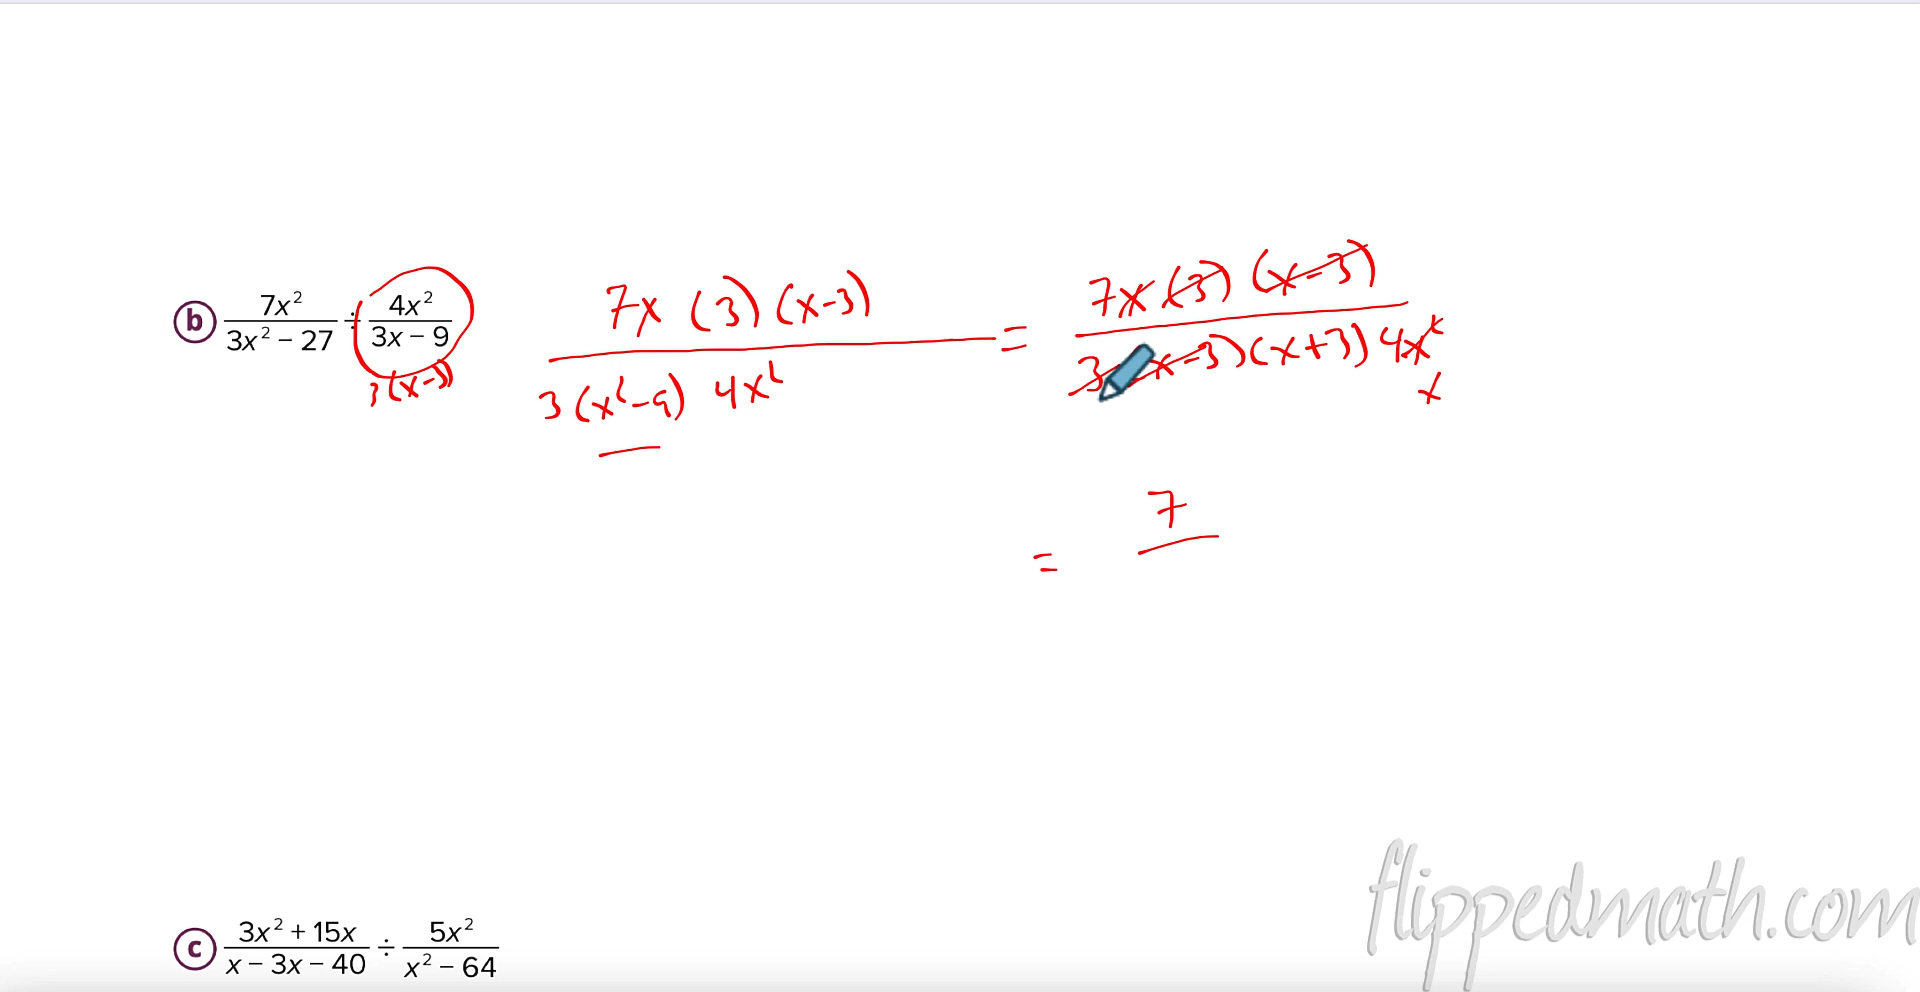 b 7x²/(3x² − 27) ÷ 4x²/(3x − 9)
3(x-3)
7x (3)(x-3) / 3(x²-9) 4x² = 7x(3)(x-3) / 3(x-3)(x+3)4x²
x
= 7
c (3x² + 15x)/(x − 3x − 40) ÷ 5x²/(x² − 64)
flippedmath.com